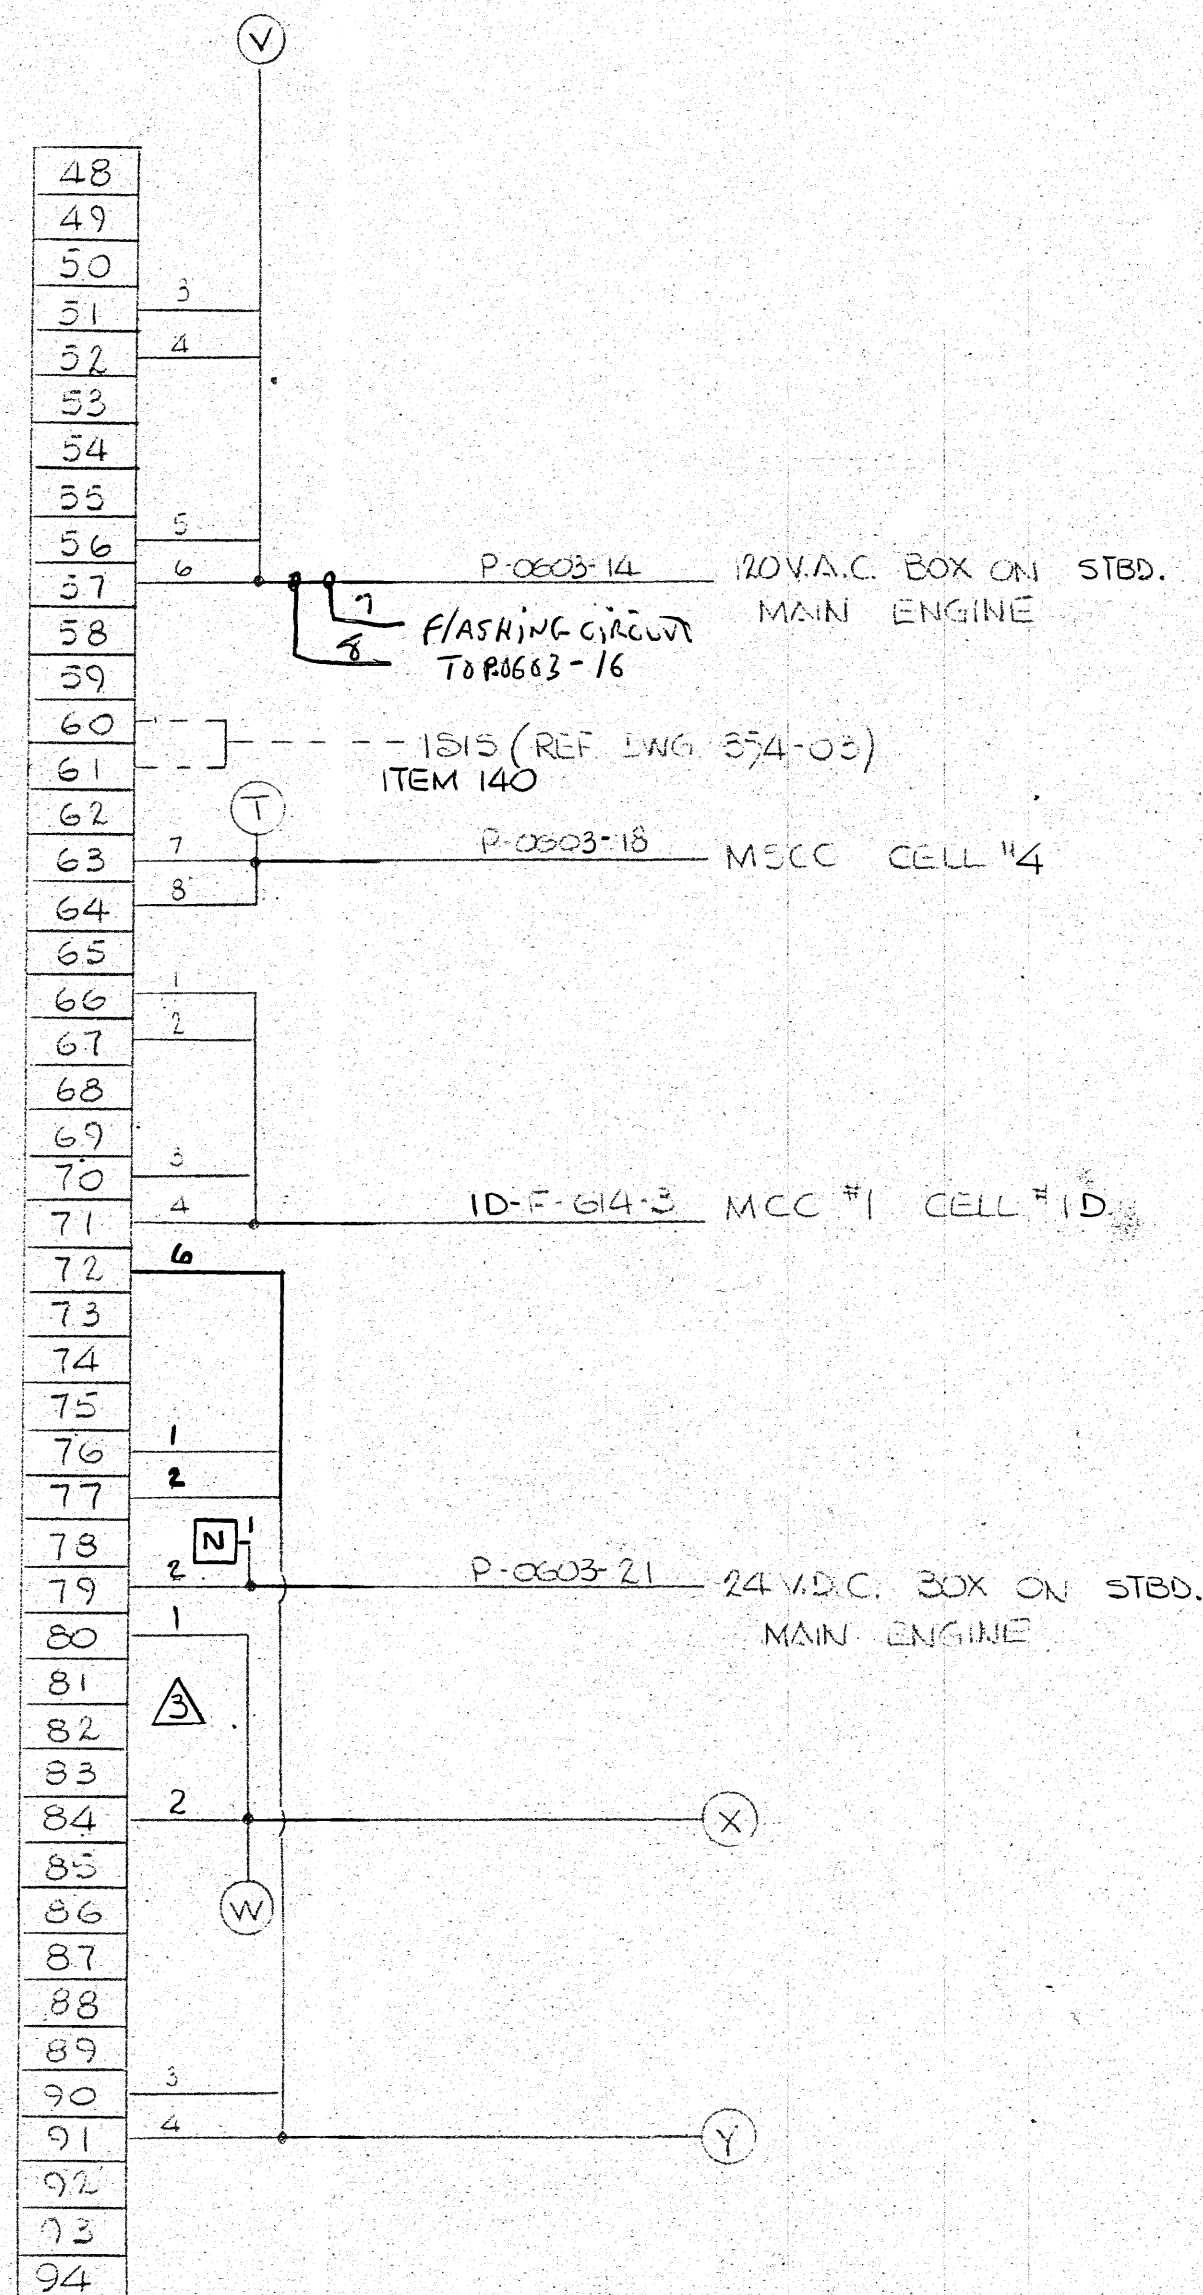 V
48
49
50
51 3
52 4
53
54
55
56 5
57 6 P-0603-14 120 V.A.C. BOX ON STBD.
MAIN ENGINE
7
58 FLASHING CIRCUIT
8 TO P.0603-16
59
60
ISIS (REF DWG 354-03)
61 ITEM 140
62 T
63 7 P-0603-18 MSCC CELL #4
64 8
65
66 1
67 2
68
69
70 3
71 4 1D-F-614-3 MCC #1 CELL #1D
72 6
73
74
75
76 1
77 2
78 N 1
79 2 P-0603-21 24 V.D.C. BOX ON STBD.
MAIN ENGINE
80 1
81 3
82
83
84 2 X
85
86 W
87
88
89
90 3
91 4 Y
92
93
94